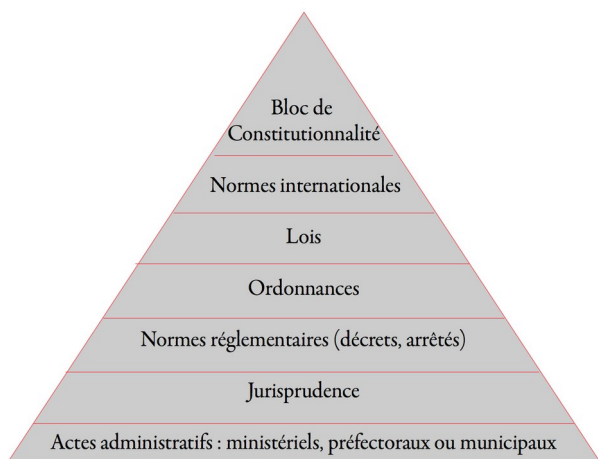 Bloc de
Constitutionnalité
Normes internationales
Lois
Ordonnances
Normes réglementaires (décrets, arrêtés)
Jurisprudence
Actes administratifs : ministériels, préfectoraux ou municipaux